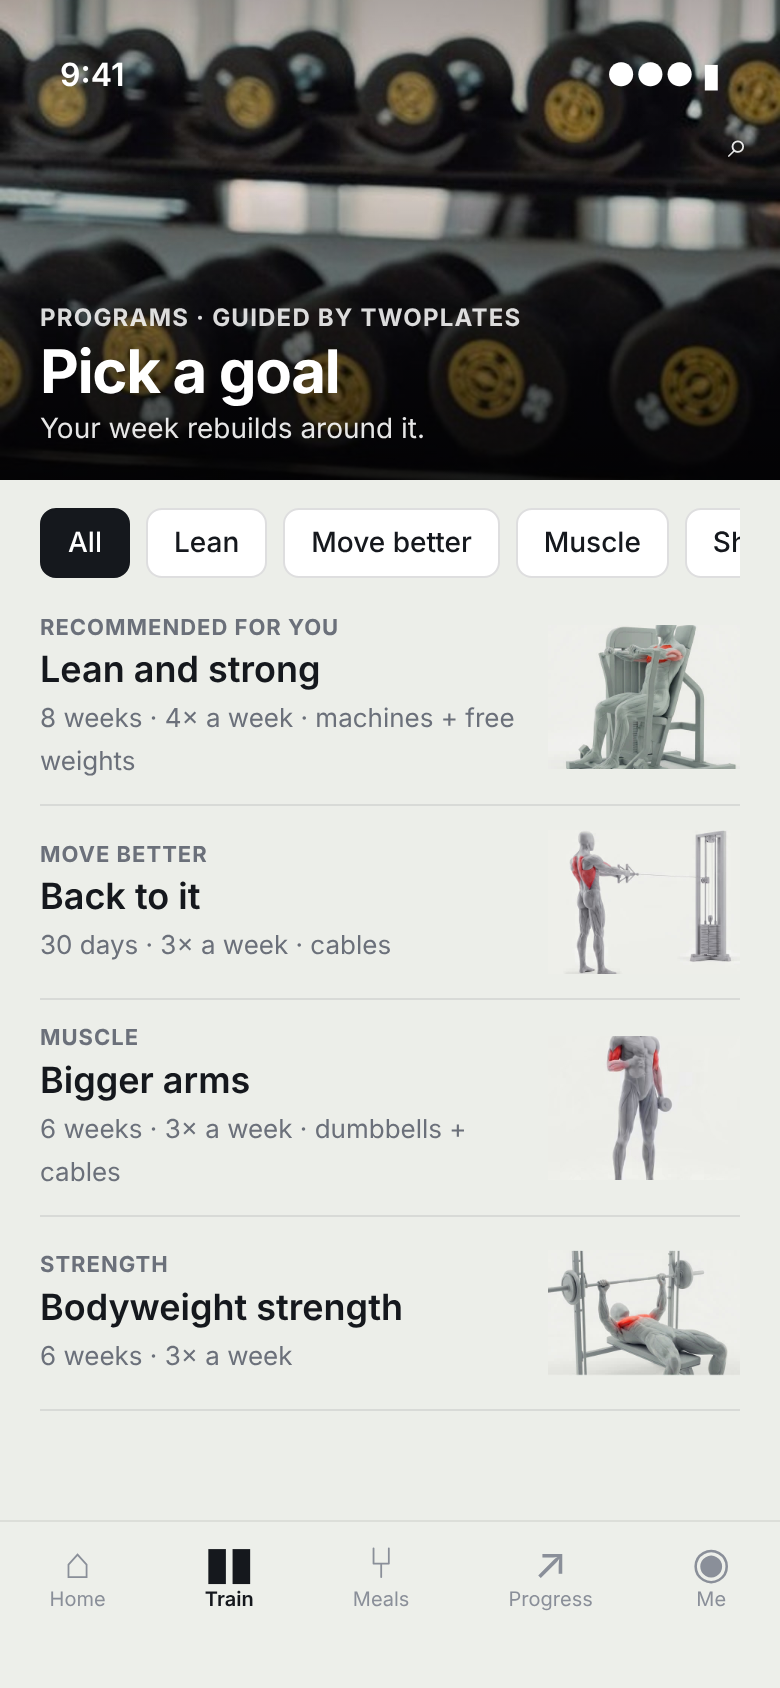 9:41
PROGRAMS · GUIDED BY TWOPLATES
Pick a goal
Your week rebuilds around it.
All
Lean
Move better
Muscle
Sh
RECOMMENDED FOR YOU
Lean and strong
8 weeks · 4× a week · machines + free
weights
MOVE BETTER
Back to it
30 days · 3× a week · cables
MUSCLE
Bigger arms
6 weeks · 3× a week · dumbbells +
cables
STRENGTH
Bodyweight strength
6 weeks · 3× a week
Home
Train
Meals
Progress
Me